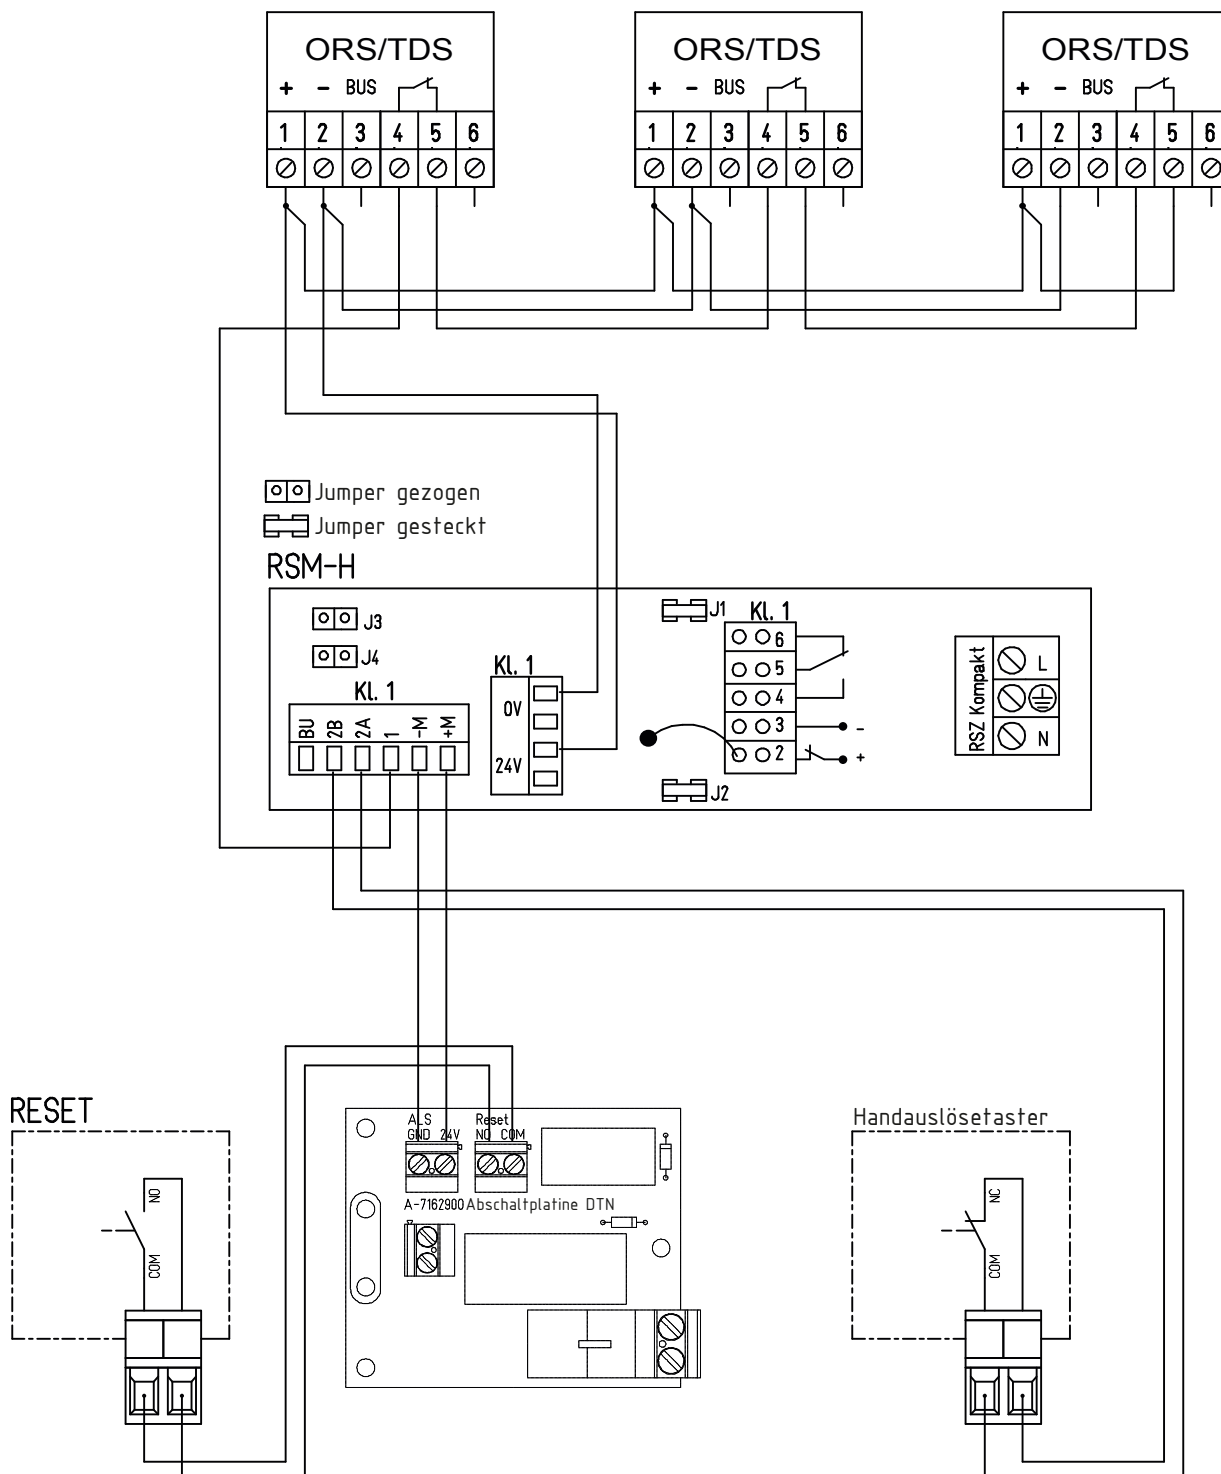 ORS/TDS ORS/TDS ORS/TDS
+ - BUS + - BUS + - BUS
1 2 3 4 5 6 1 2 3 4 5 6 1 2 3 4 5 6
Jumper gezogen
Jumper gesteckt
RSM-H
J3
J4
Kl. 1
BU 2B 2A 1 -M +M
Kl. 1
0V
24V
J1
J2
Kl. 1
6
5
4
3 -
2 +
RSZ Kompakt
L
N
RESET
NO
COM
ALS Reset
GND 24V NO COM
A-7162900 Abschaltplatine DTN
Handauslösetaster
NC
COM